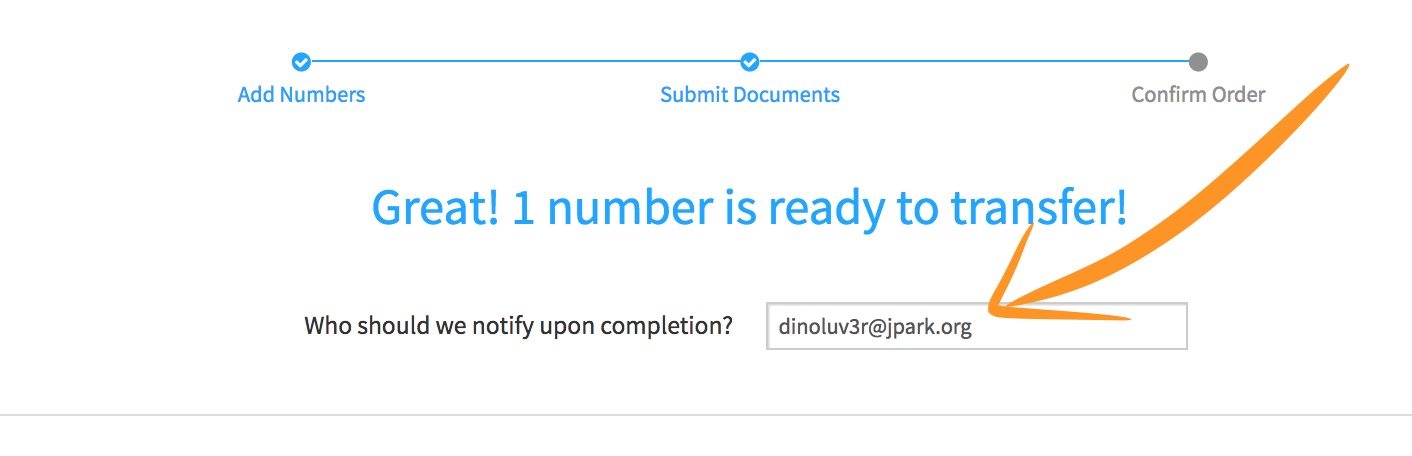 Add Numbers
Submit Documents
Confirm Order
Great! 1 number is ready to transfer!
Who should we notify upon completion?
dinoluv3r@jpark.org